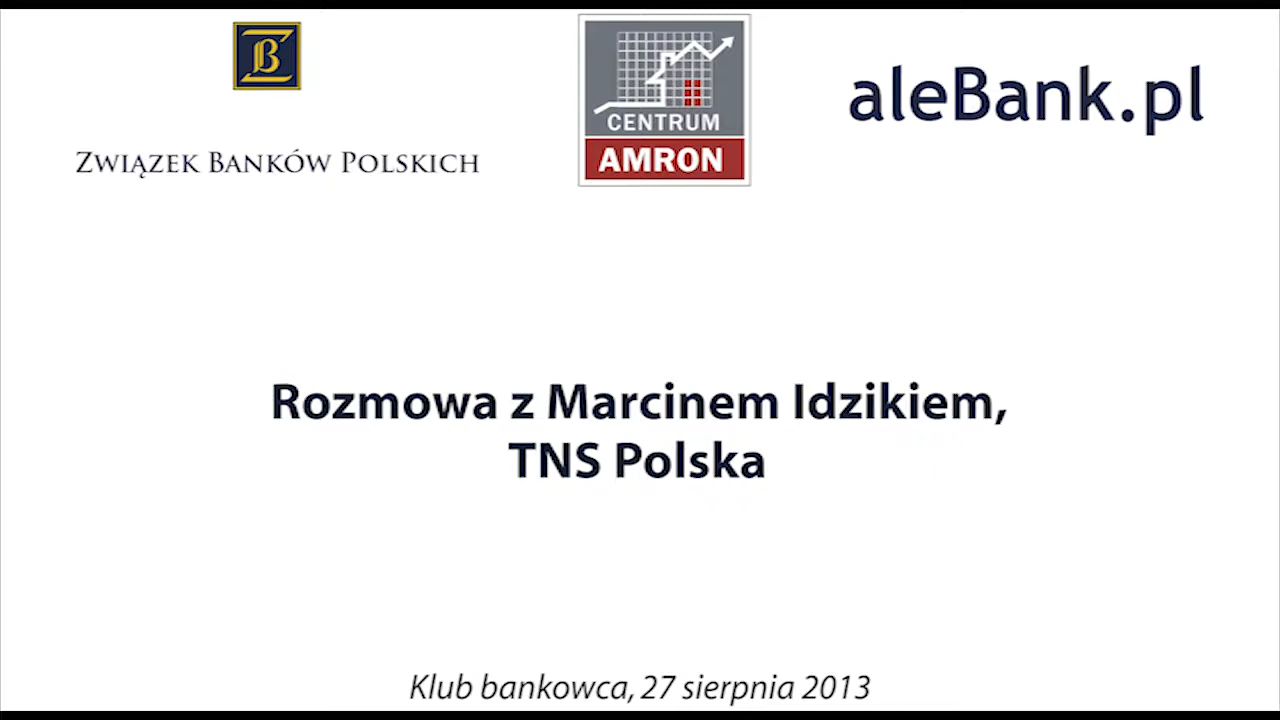 ZWIĄZEK BANKÓW POLSKICH
CENTRUM
AMRON
aleBank.pl
Rozmowa z Marcinem Idzikiem,
TNS Polska
Klub bankowca, 27 sierpnia 2013